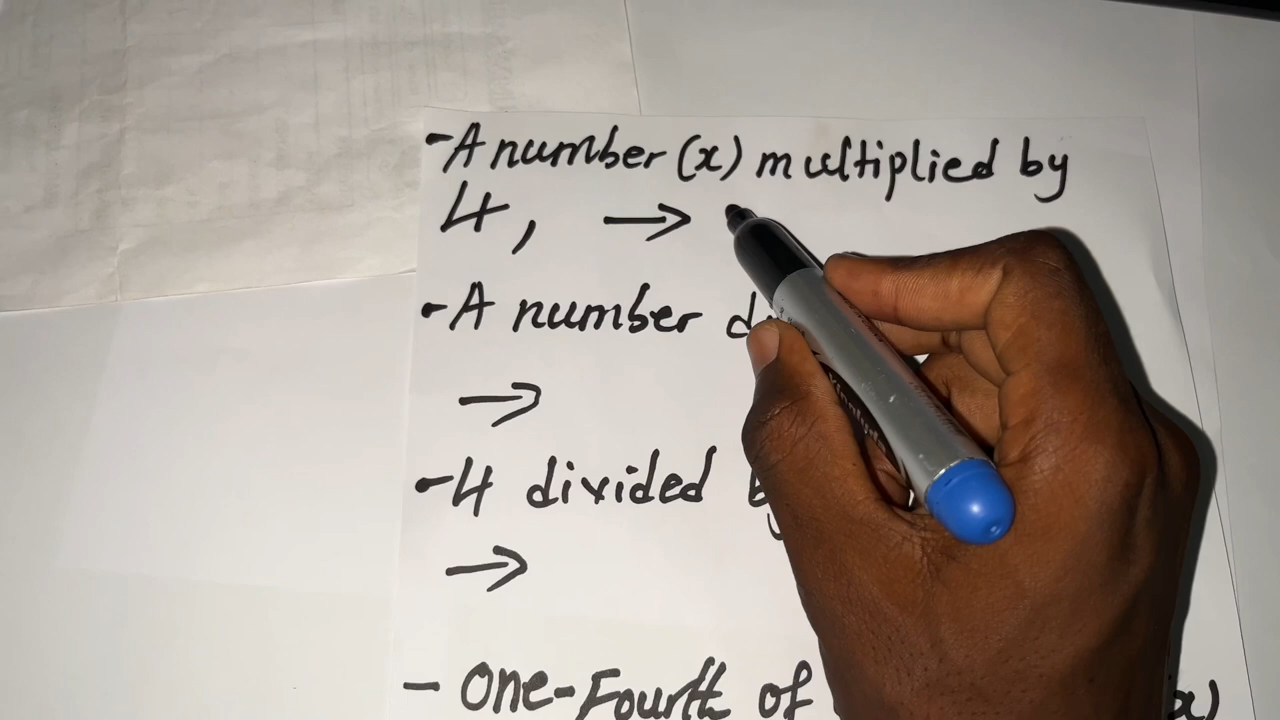 -A number (x) multiplied by
4, →
-A number
→
-4 divided
→
- One-Fourth of x)